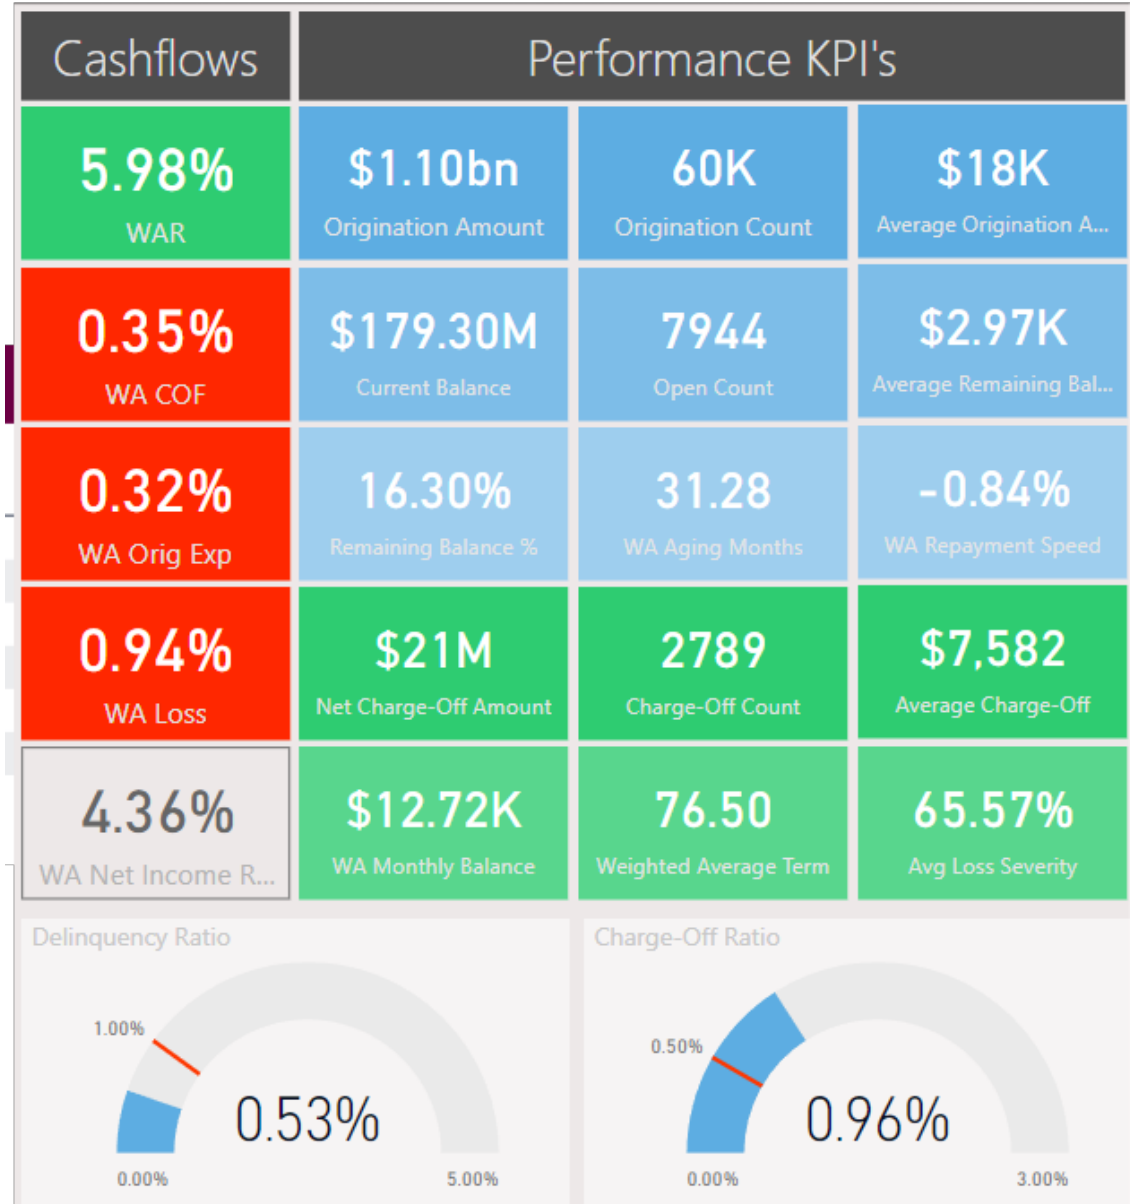 Cashflows
Performance KPI's
5.98%
WAR
$1.10bn
Origination Amount
60K
Origination Count
$18K
Average Origination A...
0.35%
WA COF
$179.30M
Current Balance
7944
Open Count
$2.97K
Average Remaining Bal...
0.32%
WA Orig Exp
16.30%
Remaining Balance %
31.28
WA Aging Months
-0.84%
WA Repayment Speed
0.94%
WA Loss
$21M
Net Charge-Off Amount
2789
Charge-Off Count
$7,582
Average Charge-Off
4.36%
WA Net Income R...
$12.72K
WA Monthly Balance
76.50
Weighted Average Term
65.57%
Avg Loss Severity
Delinquency Ratio
1.00%
0.53%
0.00%
5.00%
Charge-Off Ratio
0.50%
0.96%
0.00%
3.00%